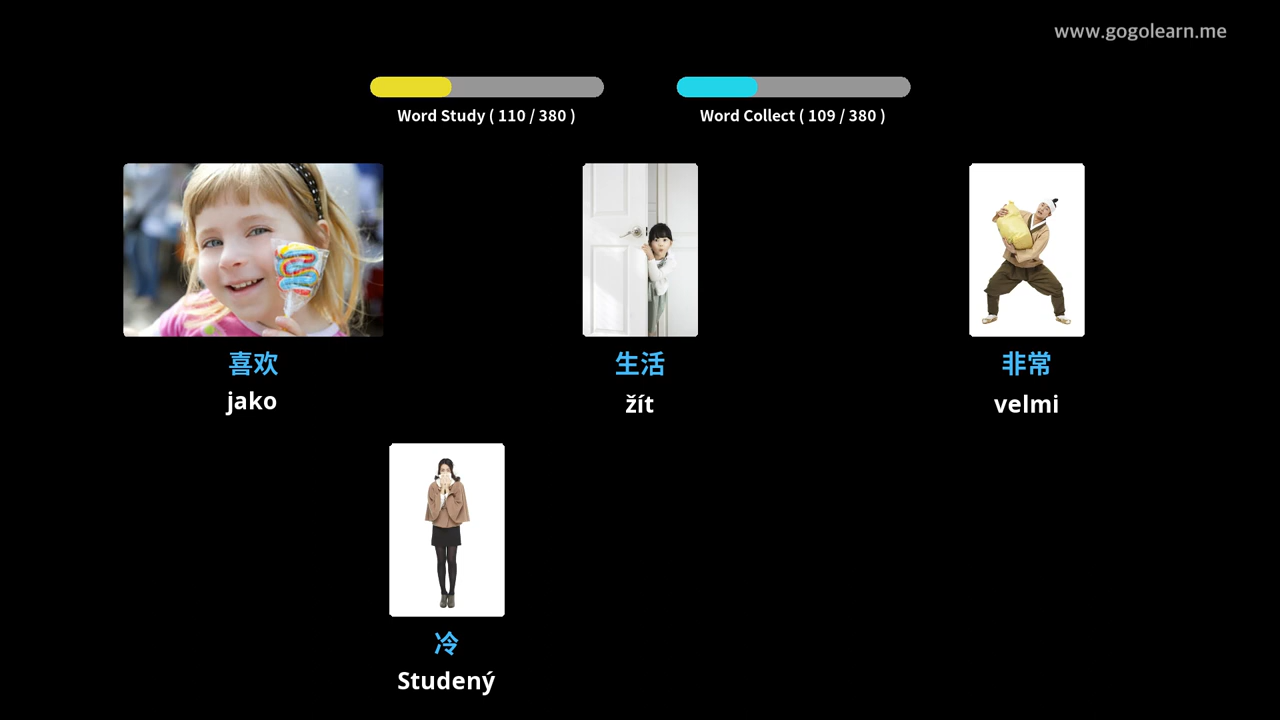 www.gogolearn.me
Word Study ( 110 / 380 )
Word Collect ( 109 / 380 )
喜欢
jako
生活
žít
非常
velmi
冷
Studený